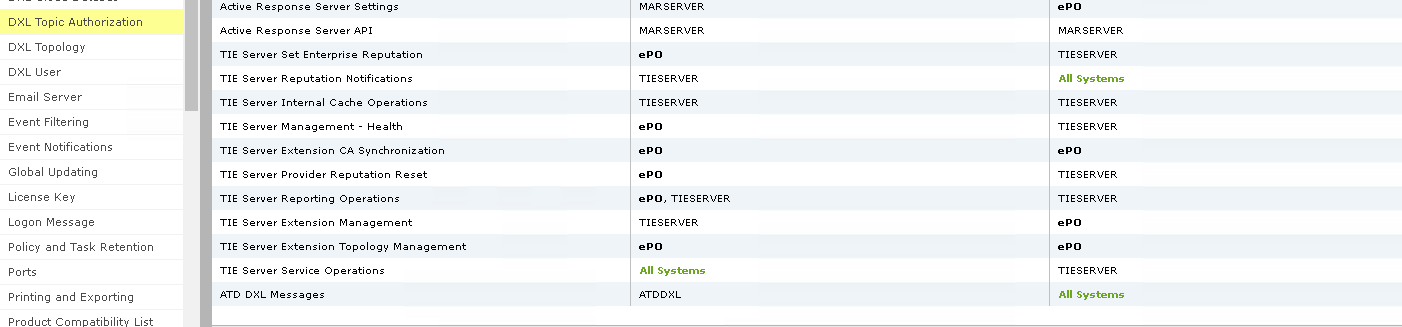 DXL Topic Authorization
DXL Topology
DXL User
Email Server
Event Filtering
Event Notifications
Global Updating
License Key
Logon Message
Policy and Task Retention
Ports
Printing and Exporting
Product Compatibility List
Active Response Server Settings MARSERVER ePO
Active Response Server API MARSERVER MARSERVER
TIE Server Set Enterprise Reputation ePO TIESERVER
TIE Server Reputation Notifications TIESERVER All Systems
TIE Server Internal Cache Operations TIESERVER TIESERVER
TIE Server Management - Health ePO TIESERVER
TIE Server Extension CA Synchronization ePO ePO
TIE Server Provider Reputation Reset ePO TIESERVER
TIE Server Reporting Operations ePO, TIESERVER TIESERVER
TIE Server Extension Management TIESERVER ePO
TIE Server Extension Topology Management ePO ePO
TIE Server Service Operations All Systems TIESERVER
ATD DXL Messages ATDDXL All Systems